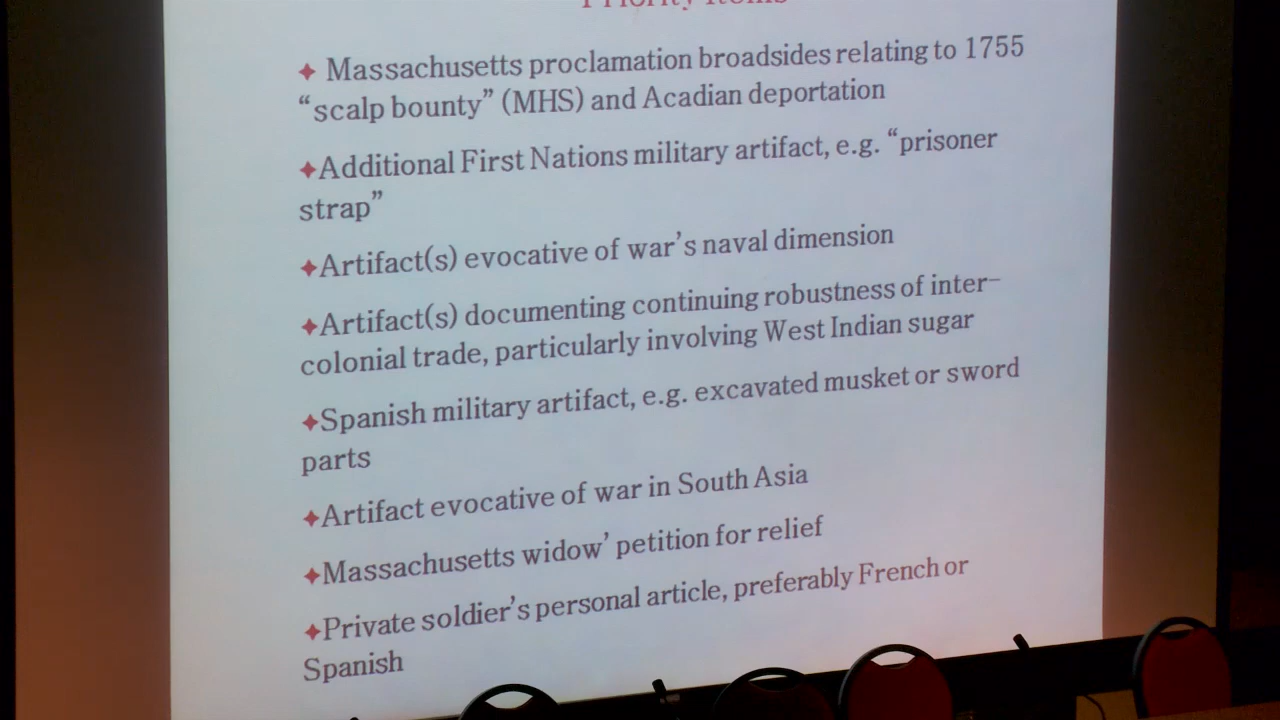 Priority Items
✦ Massachusetts proclamation broadsides relating to 1755
“scalp bounty” (MHS) and Acadian deportation
✦Additional First Nations military artifact, e.g. “prisoner
strap”
✦Artifact(s) evocative of war’s naval dimension
✦Artifact(s) documenting continuing robustness of inter-
colonial trade, particularly involving West Indian sugar
✦Spanish military artifact, e.g. excavated musket or sword
parts
✦Artifact evocative of war in South Asia
✦Massachusetts widow’ petition for relief
✦Private soldier’s personal article, preferably French or
Spanish